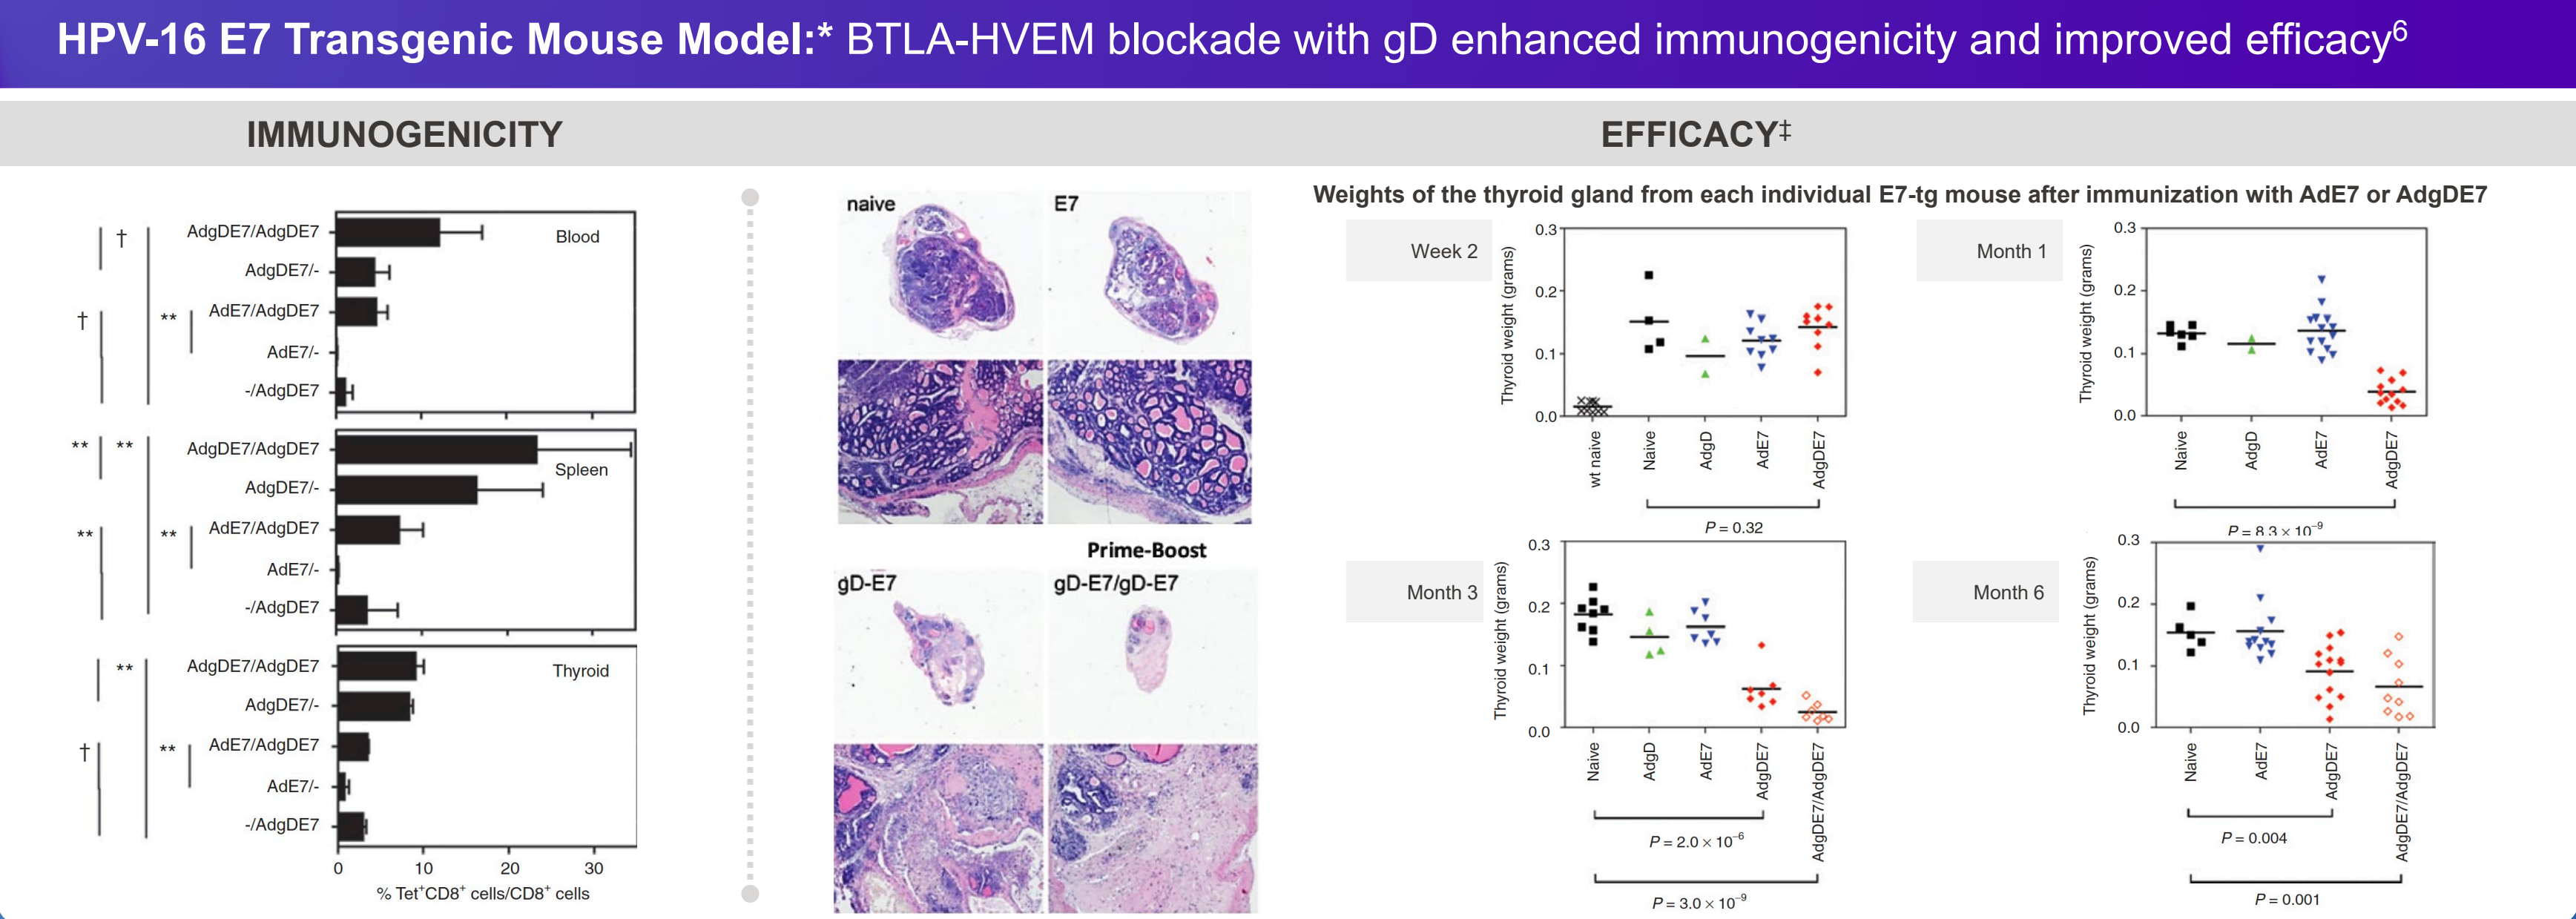 HPV-16 E7 Transgenic Mouse Model:* BTLA-HVEM blockade with gD enhanced immunogenicity and improved efficacy⁶
IMMUNOGENICITY
EFFICACY‡
† † **
AdgDE7/AdgDE7
AdgDE7/-
AdE7/AdgDE7
AdE7/-
-/AdgDE7
Blood
** ** ** **
AdgDE7/AdgDE7
AdgDE7/-
AdE7/AdgDE7
AdE7/-
-/AdgDE7
Spleen
** † **
AdgDE7/AdgDE7
AdgDE7/-
AdE7/AdgDE7
AdE7/-
-/AdgDE7
Thyroid
0 10 20 30
% Tet⁺CD8⁺ cells/CD8⁺ cells
naive
E7
Prime-Boost
gD-E7
gD-E7/gD-E7
Weights of the thyroid gland from each individual E7-tg mouse after immunization with AdE7 or AdgDE7
Week 2
Thyroid weight (grams)
0.3
0.2
0.1
0.0
wt naive
Naive
AdgD
AdE7
AdgDE7
P = 0.32
Month 1
Thyroid weight (grams)
0.3
0.2
0.1
0.0
Naive
AdgD
AdE7
AdgDE7
P = 8.3 × 10⁻⁹
Month 3
Thyroid weight (grams)
0.3
0.2
0.1
0.0
Naive
AdgD
AdE7
AdgDE7
AdgDE7/AdgDE7
P = 2.0 × 10⁻⁶
P = 3.0 × 10⁻⁹
Month 6
Thyroid weight (grams)
0.3
0.2
0.1
0.0
Naive
AdE7
AdgDE7
AdgDE7/AdgDE7
P = 0.004
P = 0.001